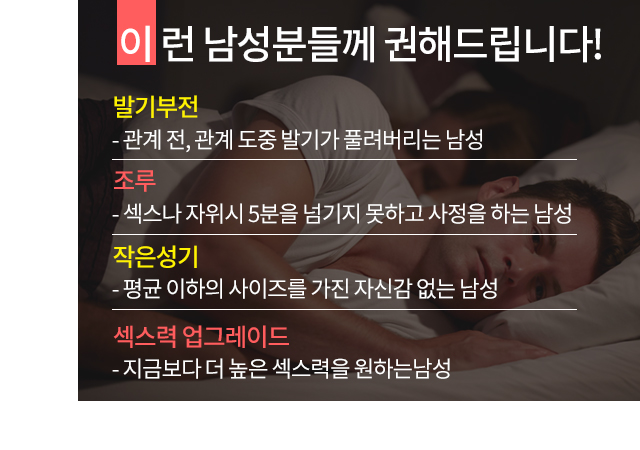 이런 남성분들께 권해드립니다!
발기부전
- 관계 전, 관계 도중 발기가 풀려버리는 남성
조루
- 섹스나 자위시 5분을 넘기지 못하고 사정을 하는 남성
작은성기
- 평균 이하의 사이즈를 가진 자신감 없는 남성
섹스력 업그레이드
- 지금보다 더 높은 섹스력을 원하는남성